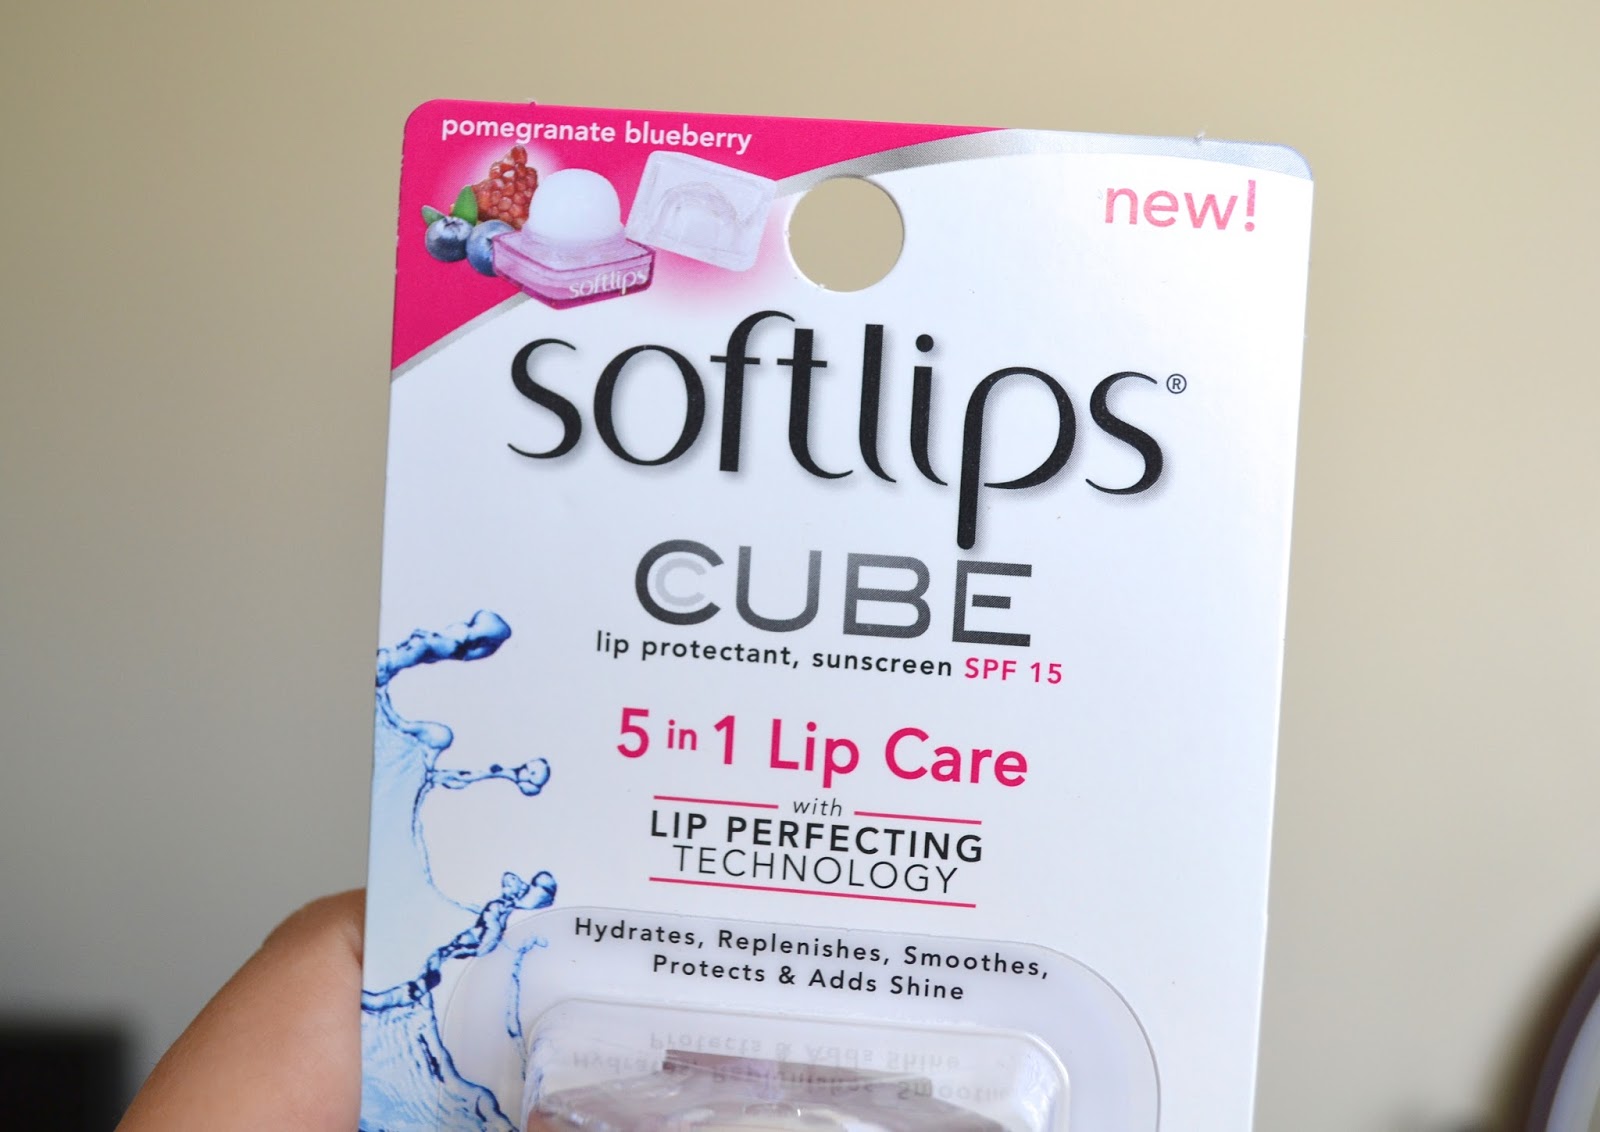 pomegranate blueberry
softlips
new!
softlips®
CUBE
lip protectant, sunscreen SPF 15
5 in 1 Lip Care
with
LIP PERFECTING
TECHNOLOGY
Hydrates, Replenishes, Smoothes,
Protects & Adds Shine